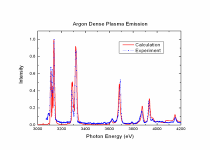 Argon Dense Plasma Emission
1.0
0.8
0.6
0.4
0.2
0.0
Intensity
Calculation
Experiment
3000 3200 3400 3600 3800 4000 4200
Photon Energy (eV)